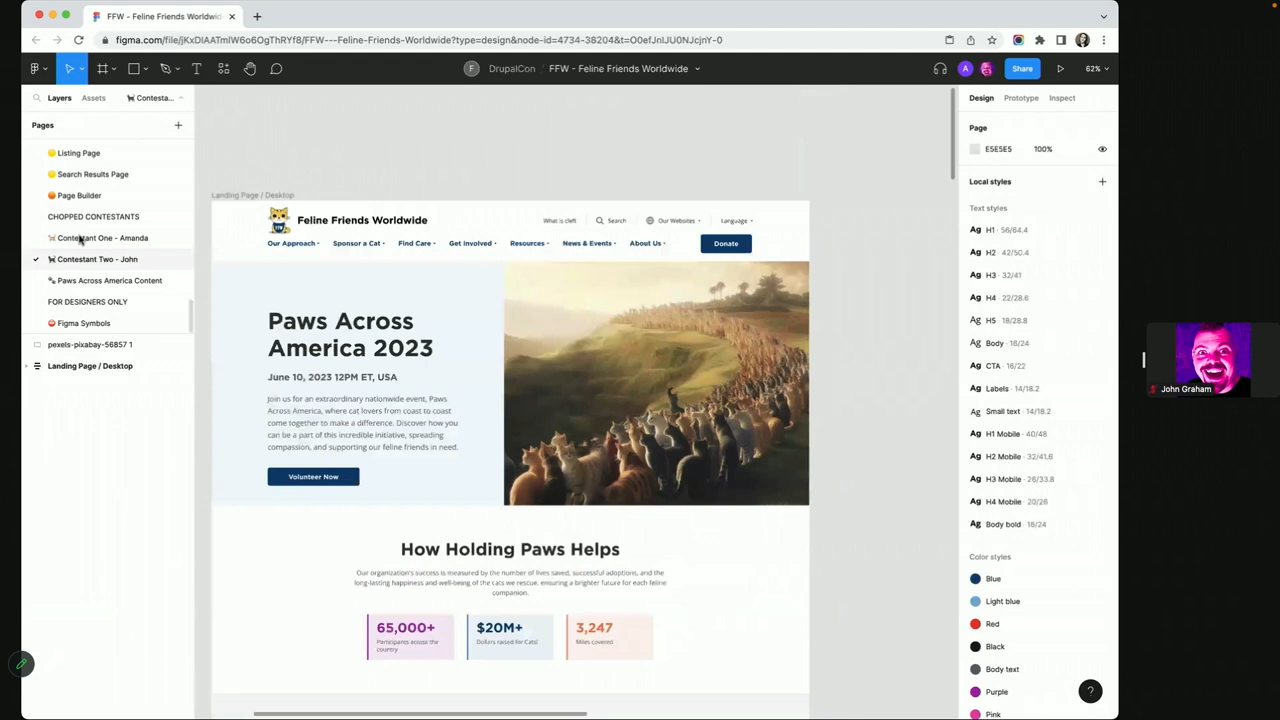 FFW - Feline Friends Worldwide
figma.com/file/jKxDIAATmlW6o6OgThRYf8/FFW---Feline-Friends-Worldwide?type=design&node-id=4734-38204&t=O0efJnIJU0NJcjnY-0
F DrupalCon FFW - Feline Friends Worldwide
A Share 62%
Layers Assets Contesta...
Design Prototype Inspect
Pages
Page
E5E5E5 100%
Listing Page
Search Results Page
Page Builder
CHOPPED CONTESTANTS
Contestant One - Amanda
Contestant Two - John
Paws Across America Content
FOR DESIGNERS ONLY
Figma Symbols
pexels-pixabay-56857 1
Landing Page / Desktop
Landing Page / Desktop
FFW
Feline Friends Worldwide
What is cleft Search Our Websites Language
Our Approach Sponsor a Cat Find Care Get Involved Resources News & Events About Us Donate
Paws Across
America 2023
June 10, 2023 12PM ET, USA
Join us for an extraordinary nationwide event, Paws
Across America, where cat lovers from coast to coast
come together to make a difference. Discover how you
can be a part of this incredible initiative, spreading
compassion, and supporting our feline friends in need.
Volunteer Now
How Holding Paws Helps
Our organization's success is measured by the number of lives saved, successful adoptions, and the
long-lasting happiness and well-being of the cats we rescue, ensuring a brighter future for each feline
companion.
65,000+
Participants across the
country
$20M+
Dollars raised for Cats!
3,247
Miles covered
Local styles
Text styles
Ag H1 · 56/64.4
Ag H2 · 42/50.4
Ag H3 · 32/41
Ag H4 · 22/28.6
Ag H5 · 18/28.8
Ag Body · 16/24
Ag CTA · 16/22
Ag Labels · 14/18.2
Ag Small text · 14/18.2
Ag H1 Mobile · 40/48
Ag H2 Mobile · 32/41.6
Ag H3 Mobile · 26/33.8
Ag H4 Mobile · 20/26
Ag Body bold · 16/24
Color styles
Blue
Light blue
Red
Black
Body text
Purple
Pink
?
John Graham